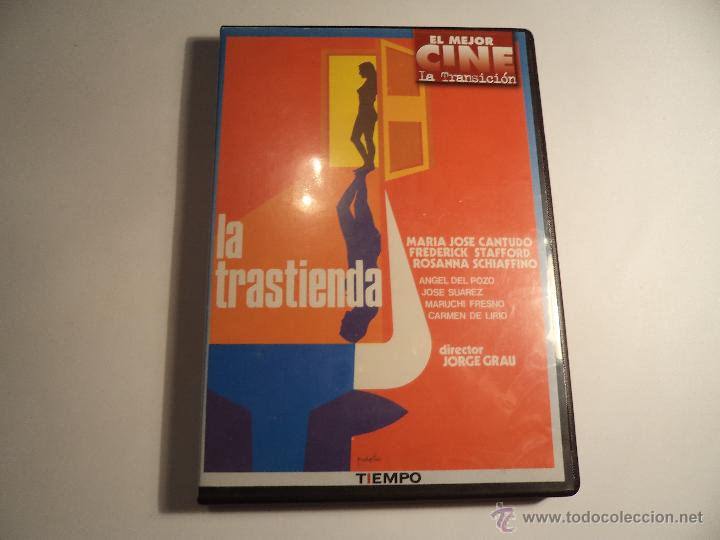 EL MEJOR
CINE
La Transición
la
trastienda
MARIA JOSE CANTUDO
FREDERICK STAFFORD
ROSANNA SCHIAFFINO
ANGEL DEL POZO
JOSE SUAREZ
MARUCHI FRESNO
CARMEN DE LIRIO
director
JORGE GRAU
TIEMPO
www.todocoleccion.net